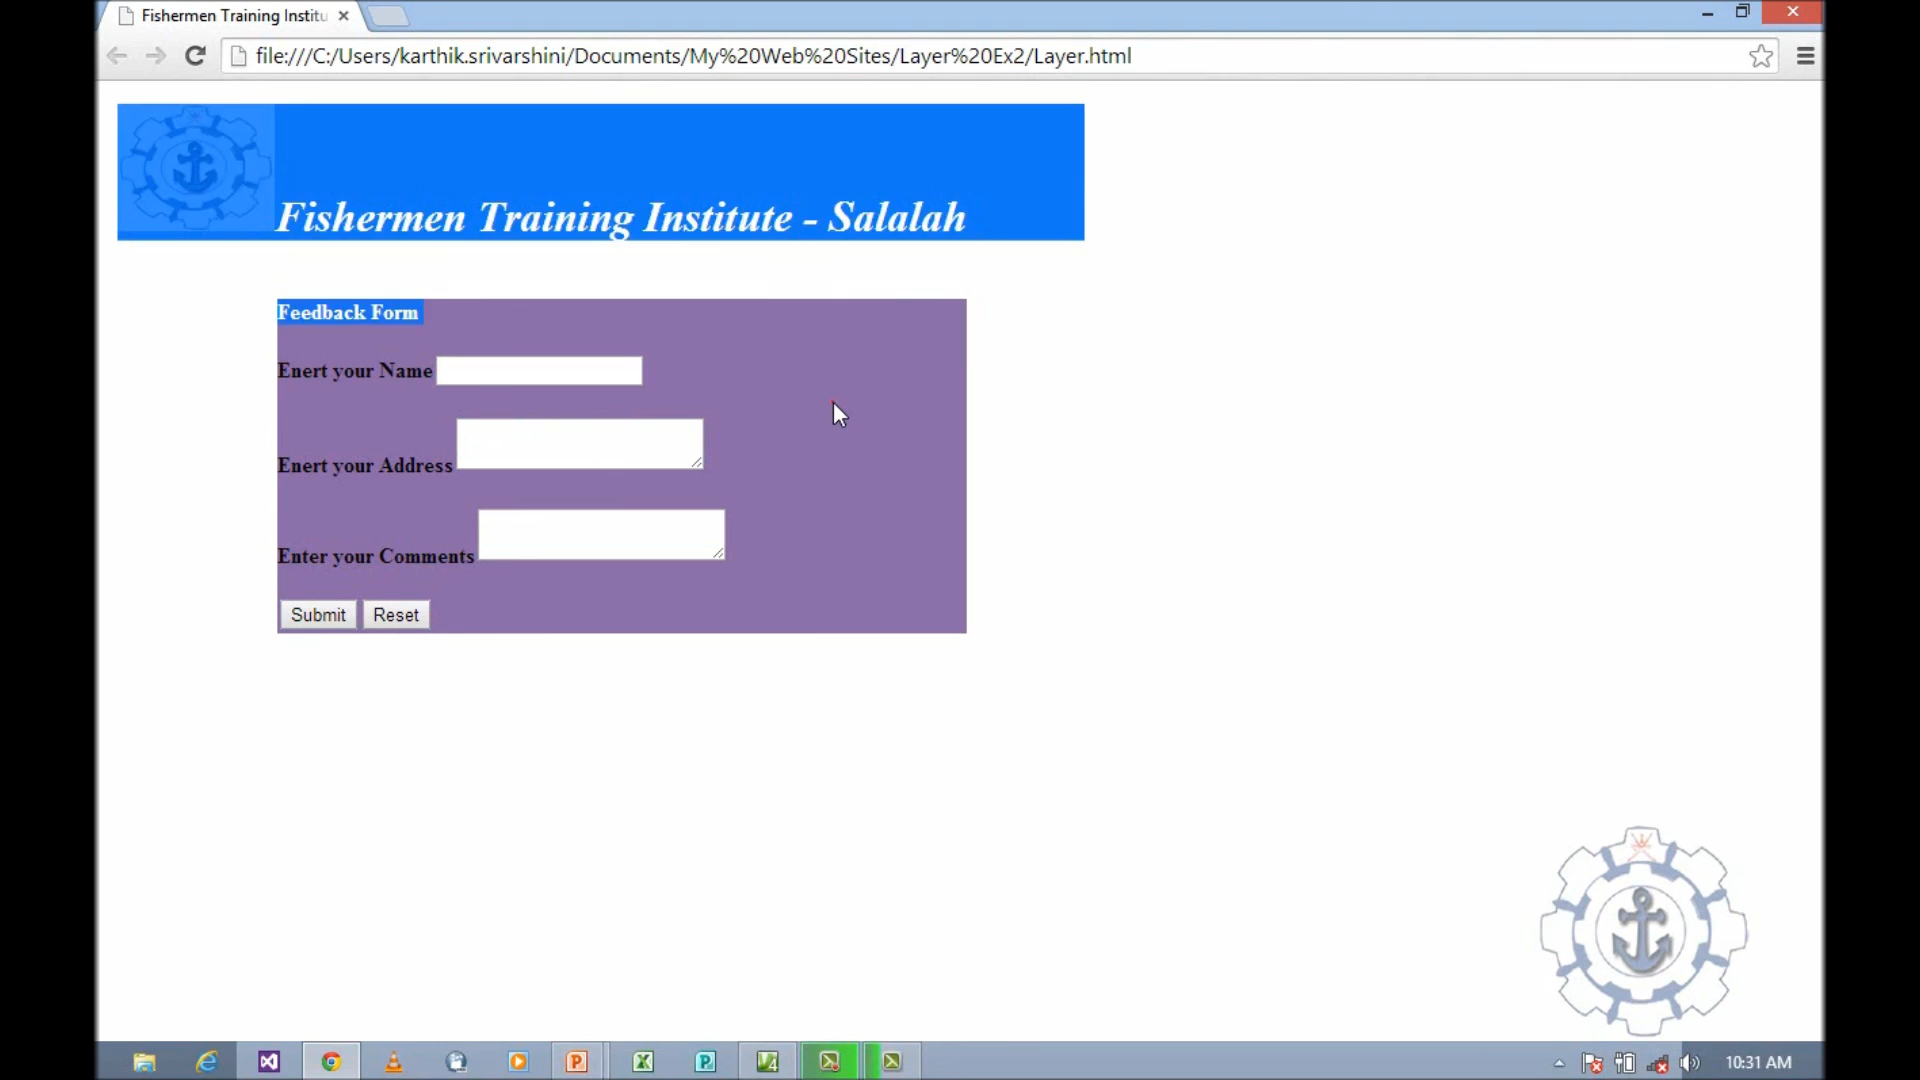 Fishermen Training Institu
file:///C:/Users/karthik.srivarshini/Documents/My%20Web%20Sites/Layer%20Ex2/Layer.html
Fishermen Training Institute - Salalah
Feedback Form
Enert your Name
Enert your Address
Enter your Comments
Submit Reset
10:31 AM